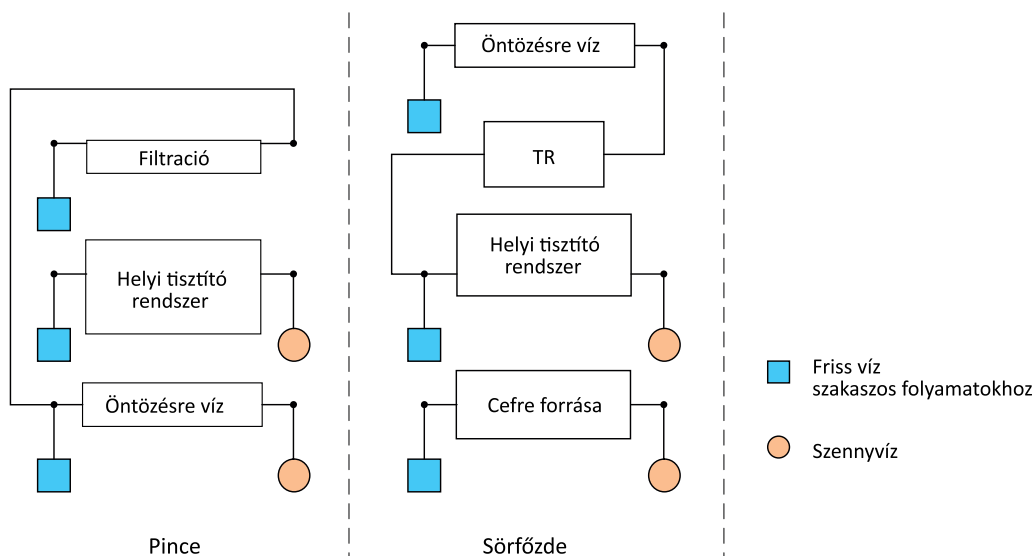 Filtració
Helyi tisztító
rendszer
Öntözésre víz
Pince
Öntözésre víz
TR
Helyi tisztító
rendszer
Cefre forrása
Sörfőzde
Friss víz
szakaszos folyamatokhoz
Szennyvíz